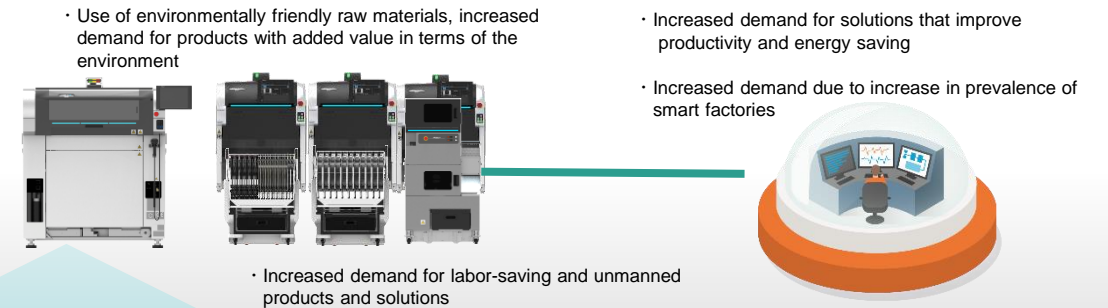 ・Use of environmentally friendly raw materials, increased
demand for products with added value in terms of the
environment
・Increased demand for solutions that improve
productivity and energy saving
・Increased demand due to increase in prevalence of
smart factories
・Increased demand for labor-saving and unmanned
products and solutions